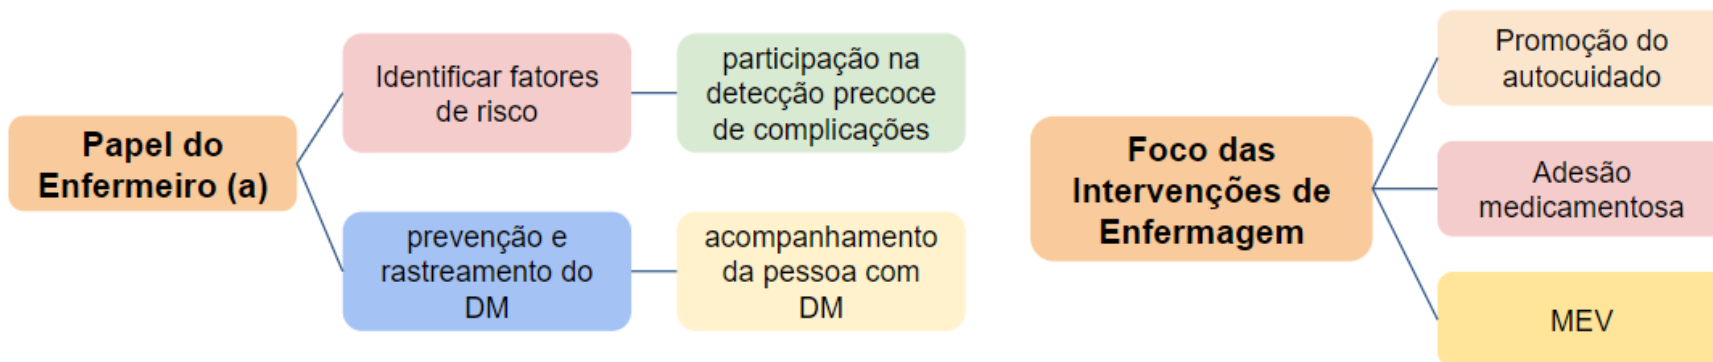 Papel do
Enfermeiro (a)
Identificar fatores
de risco
participação na
detecção precoce
de complicações
prevenção e
rastreamento do
DM
acompanhamento
da pessoa com
DM
Foco das
Intervenções de
Enfermagem
Promoção do
autocuidado
Adesão
medicamentosa
MEV